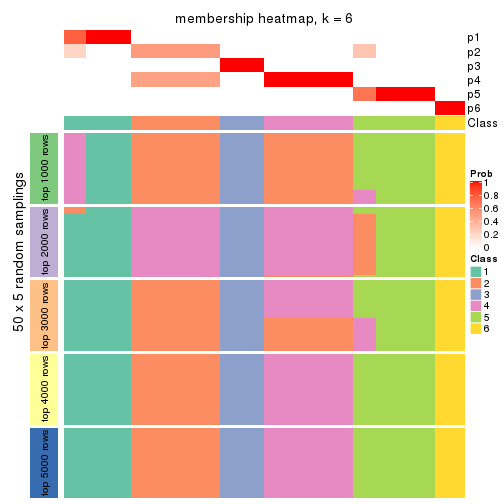 membership heatmap, k = 6
p1
p2
p3
p4
p5
p6
Class
50 x 5 random samplings
top 1000 rows
top 2000 rows
top 3000 rows
top 4000 rows
top 5000 rows
Prob
1
0.8
0.6
0.4
0.2
0
Class
1
2
3
4
5
6